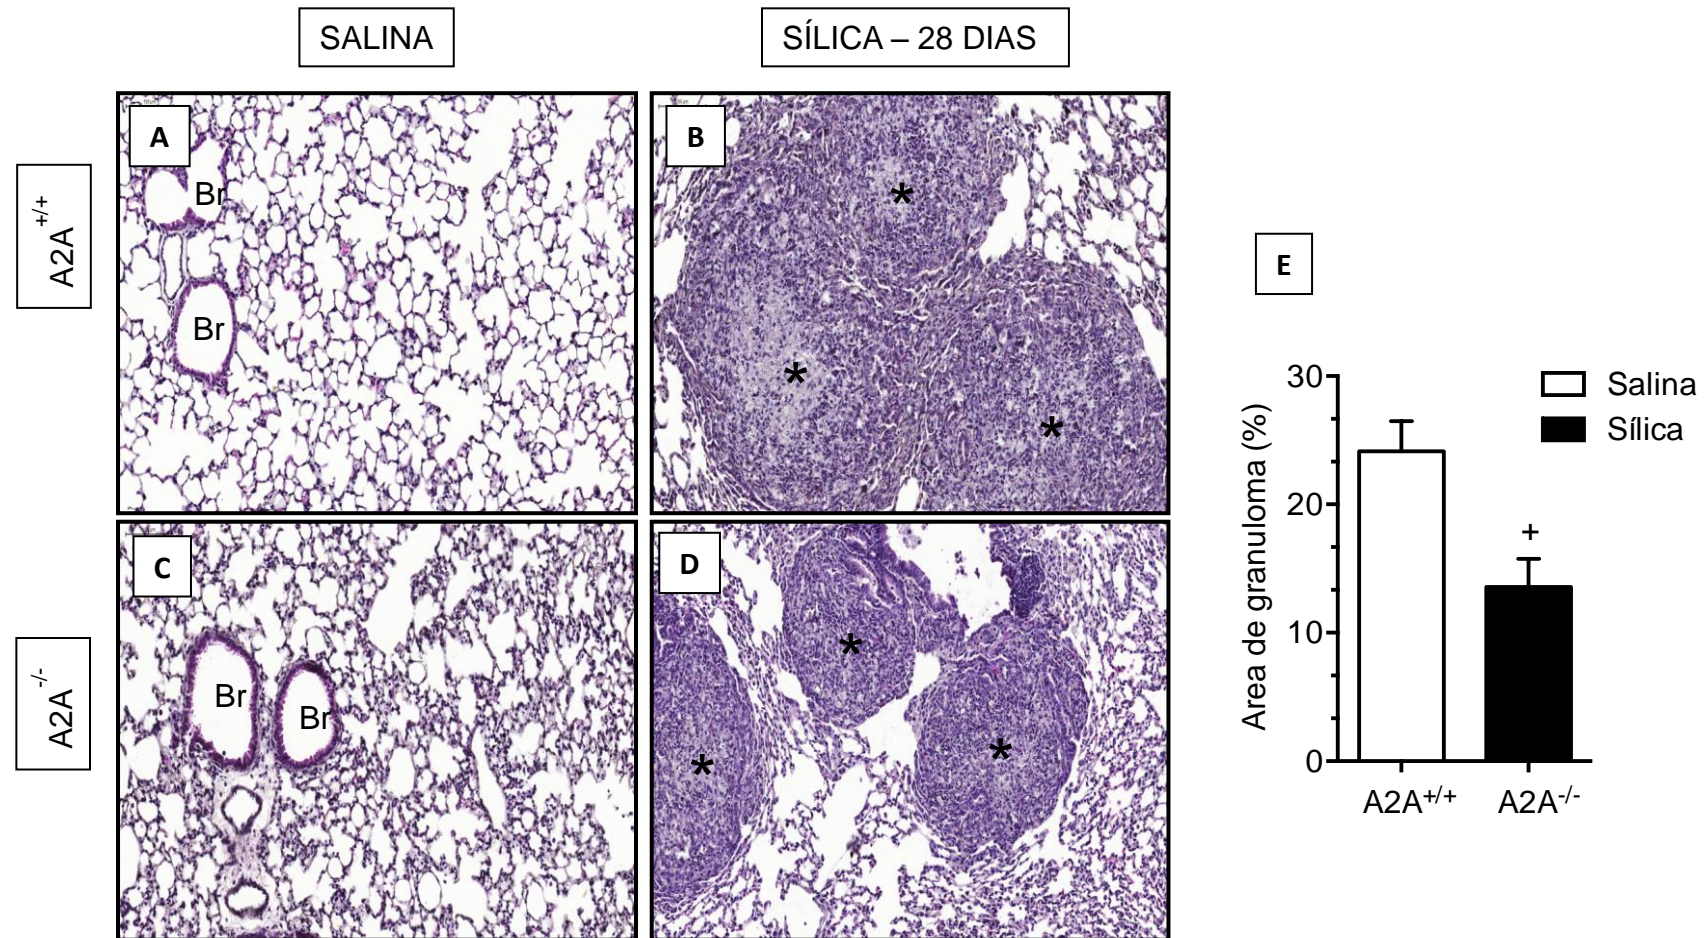 SALINA
SÍLICA – 28 DIAS
A2A+/+
A
Br
Br
B
*
*
*
A2A-/-
C
Br
Br
D
*
*
*
E
Area de granuloma (%)
30
20
10
0
+
A2A+/+
A2A-/-
Salina
Sílica